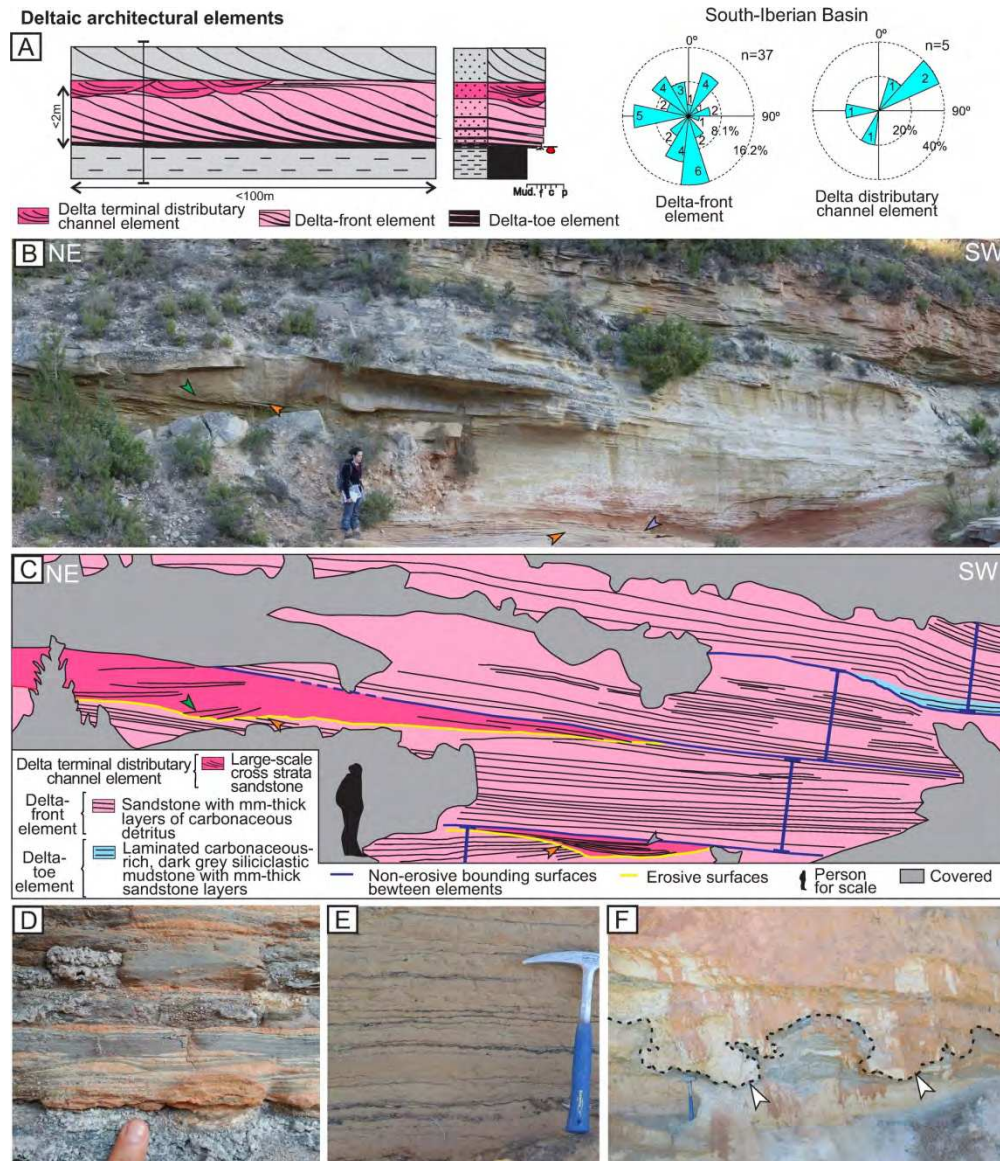 Deltaic architectural elements
South-Iberian Basin
A
<2m
<100m
Mud. f c p
Delta terminal distributary
channel element
Delta-front element
Delta-toe element
0°
n=37
90°
8.1%
16.2%
4
3
1
4
1
2
1
2
6
4
2
2
5
2
Delta-front
element
0°
n=5
90°
20%
40%
1
2
1
1
Delta distributary
channel element
B
NE
SW
C
NE
SW
Delta terminal distributary
channel element
Large-scale
cross strata
sandstone
Delta-
front
element
Sandstone with mm-thick
layers of carbonaceous
detritus
Delta-
toe
element
Laminated carbonaceous-
rich, dark grey siliciclastic
mudstone with mm-thick
sandstone layers
Non-erosive bounding surfaces
bewteen elements
Erosive surfaces
Person
for scale
Covered
D
E
F